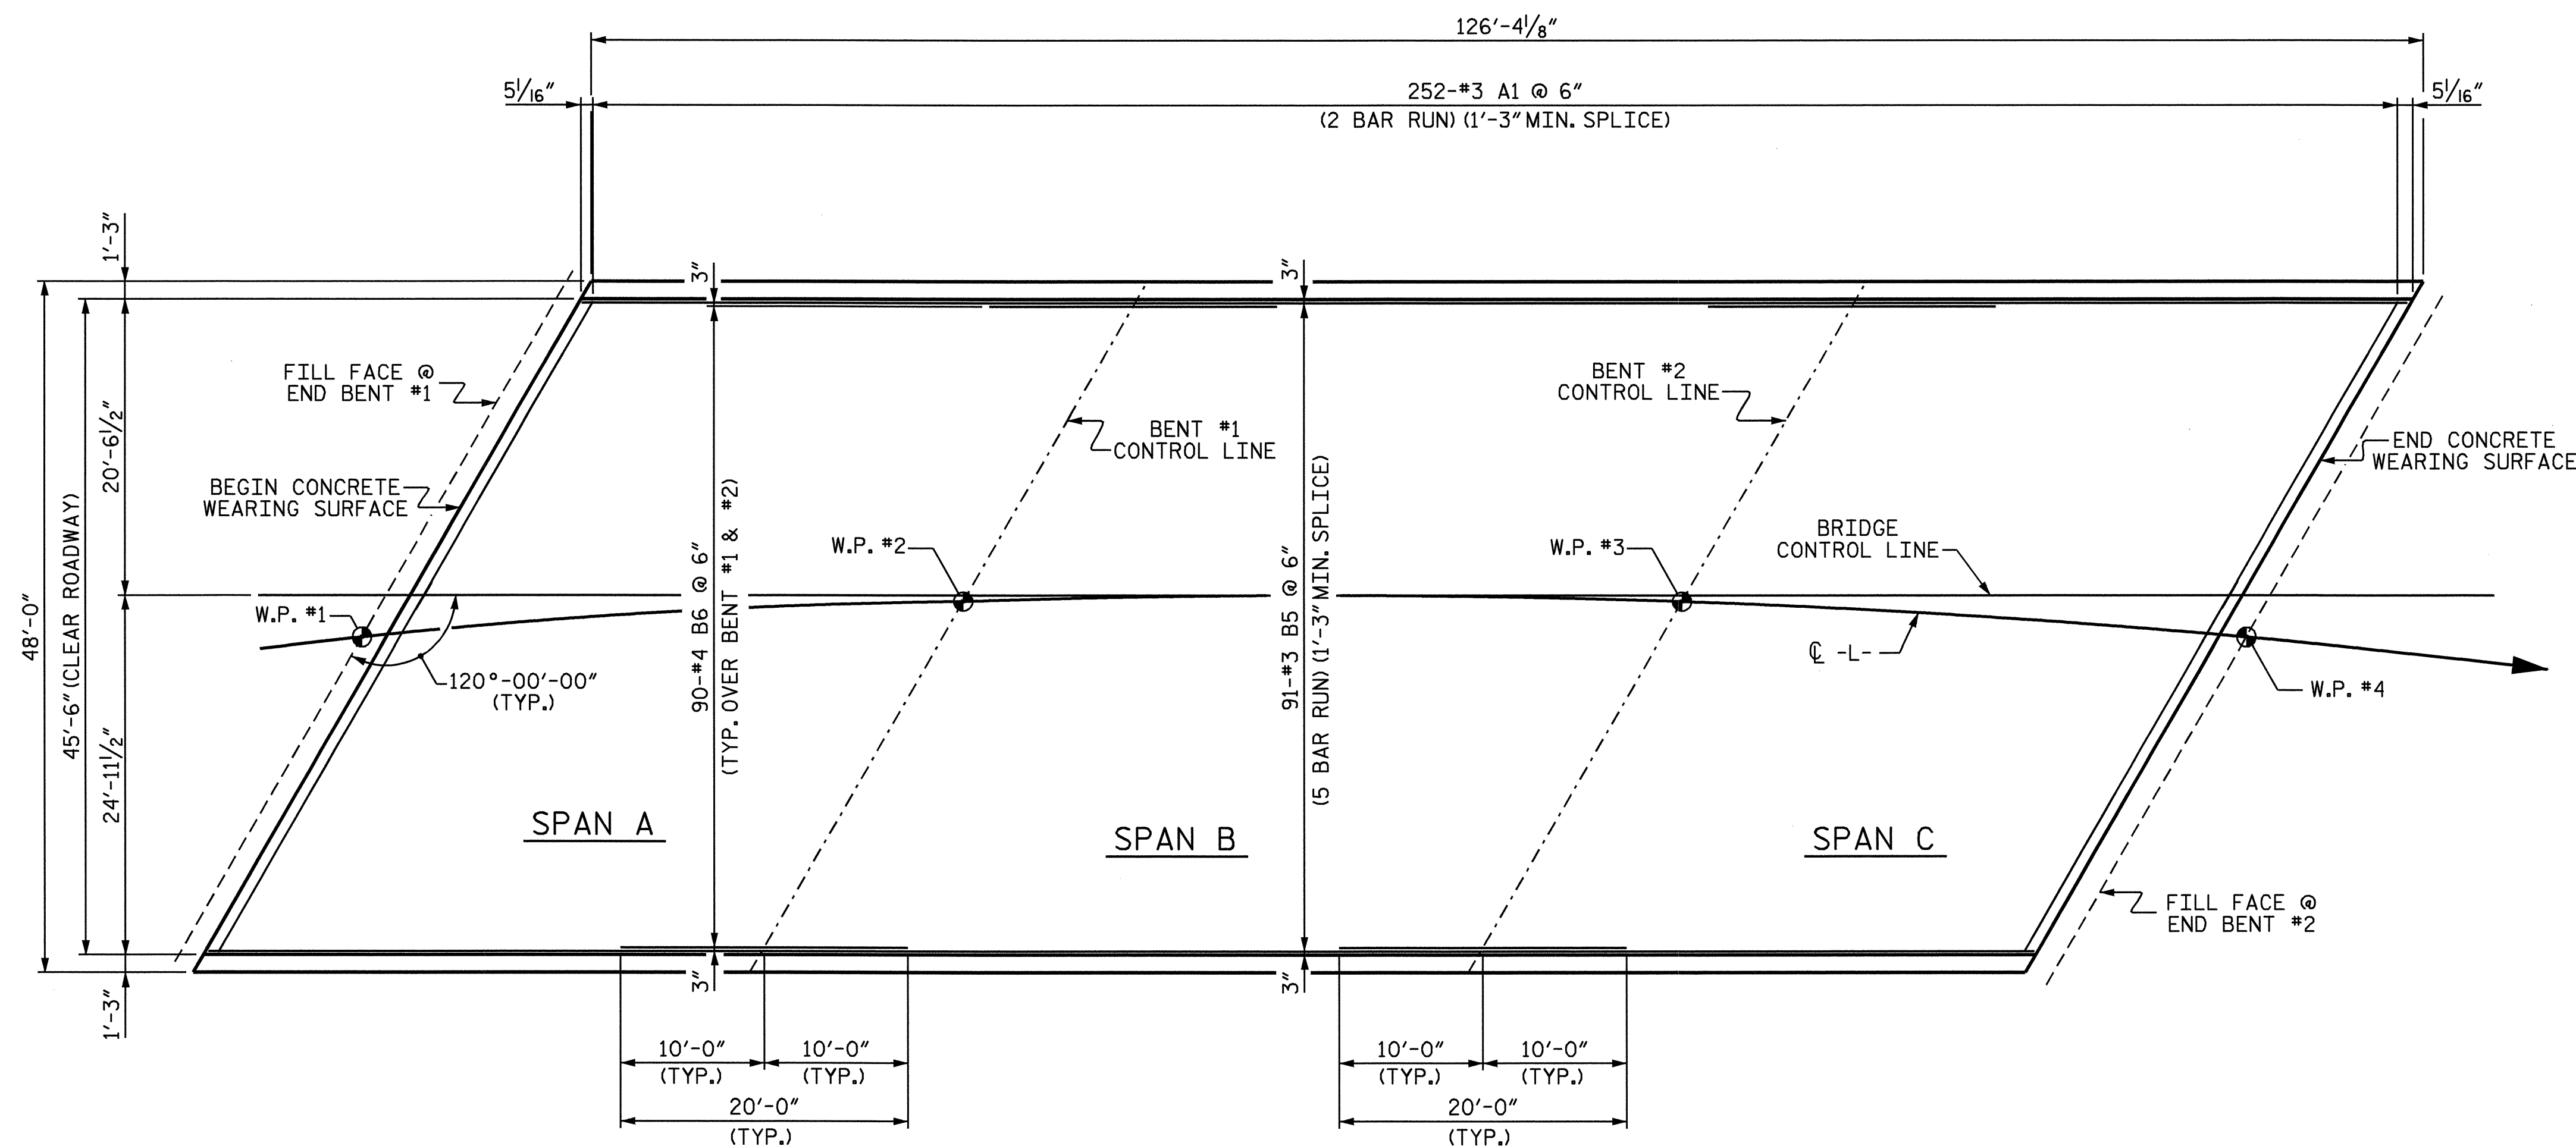 126'-4⅛"
5 1/16"
252-#3 A1 @ 6"
5 1/16"
(2 BAR RUN) (1'-3" MIN. SPLICE)
1'-3"
3"
3"
20'-6½"
45'-6" (CLEAR ROADWAY)
48'-0"
24'-11½"
1'-3"
FILL FACE @
END BENT #1
BEGIN CONCRETE
WEARING SURFACE
W.P. #1
120°-00'-00"
(TYP.)
90-#4 B6 @ 6"
(TYP. OVER BENT #1 & #2)
W.P. #2
BENT #1
CONTROL LINE
91-#3 B5 @ 6"
(5 BAR RUN) (1'-3" MIN. SPLICE)
BENT #2
CONTROL LINE
W.P. #3
BRIDGE
CONTROL LINE
℄ -L-
END CONCRETE
WEARING SURFACE
W.P. #4
SPAN A
SPAN B
SPAN C
FILL FACE @
END BENT #2
3"
3"
10'-0"
(TYP.)
10'-0"
(TYP.)
20'-0"
(TYP.)
10'-0"
(TYP.)
10'-0"
(TYP.)
20'-0"
(TYP.)